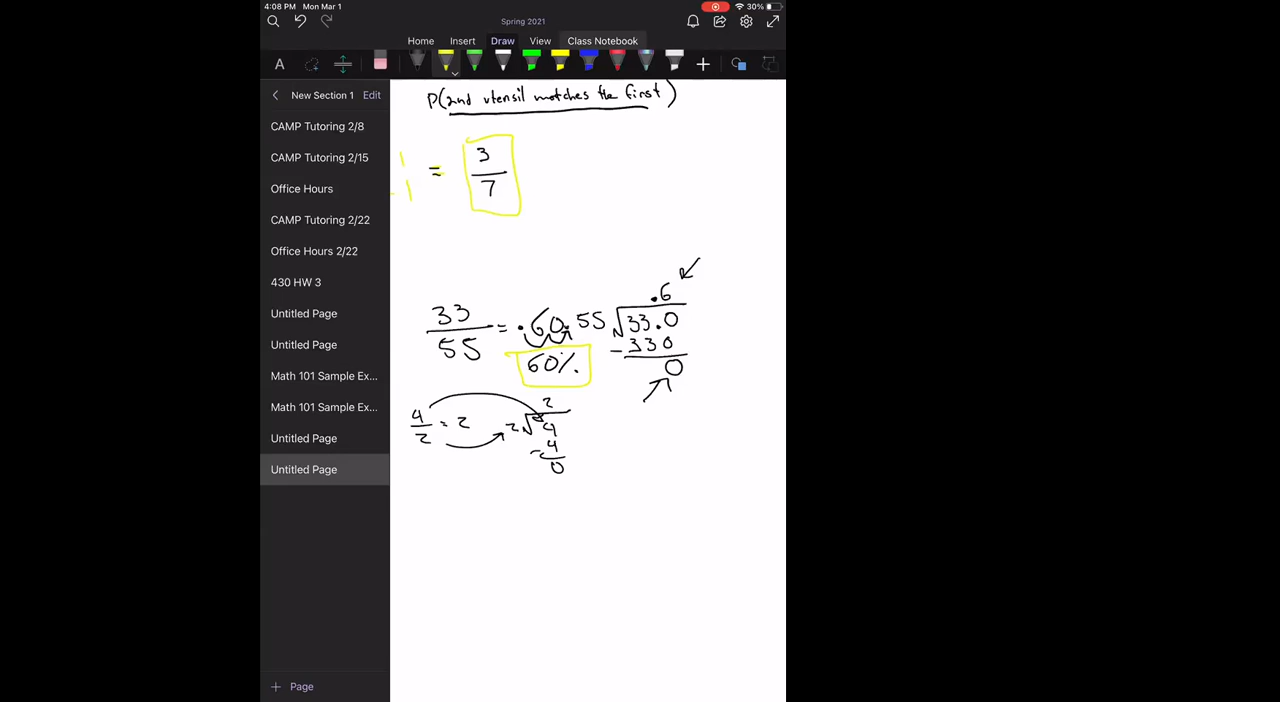 4:08 PM Mon Mar 1
30%
Spring 2021
Home Insert Draw View Class Notebook
A
New Section 1 Edit
CAMP Tutoring 2/8
CAMP Tutoring 2/15
Office Hours
CAMP Tutoring 2/22
Office Hours 2/22
430 HW 3
Untitled Page
Untitled Page
Math 101 Sample Ex...
Math 101 Sample Ex...
Untitled Page
Untitled Page
+ Page
P(2nd utensil matches the first)
= 3/7
33/55 = .60.
60%
.6
55 √33.0
- 330
0
4/2 = 2
2
2 √4
- 4
0